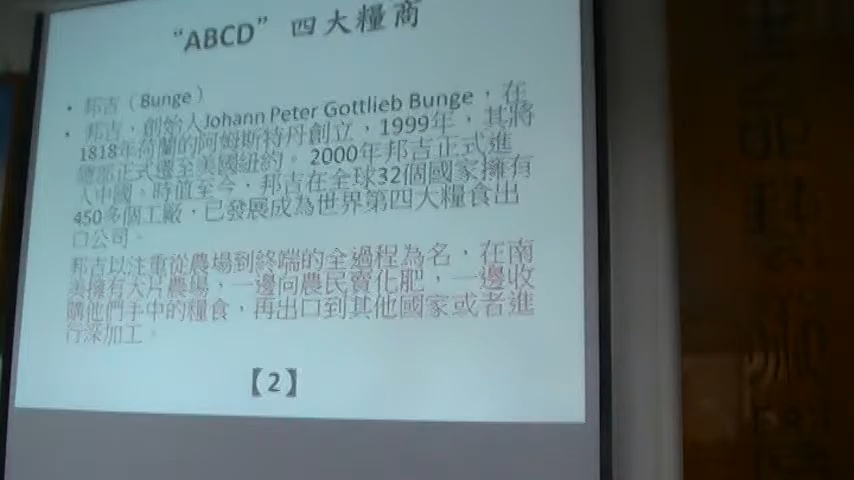 “ABCD” 四大糧商
• 邦吉（Bunge）
• 邦吉，創始人Johann Peter Gottlieb Bunge，在
1818年荷蘭的阿姆斯特丹創立，1999年，其將
總部正式遷至美國紐約。2000年邦吉正式進
入中國，時值至今，邦吉在全球32個國家擁有
450多個工廠，已發展成為世界第四大糧食出
口公司。
邦吉以注重從農場到終端的全過程為名，在南
美擁有大片農場，一邊向農民賣化肥，一邊收
購他們手中的糧食，再出口到其他國家或者進
行深加工。
【2】